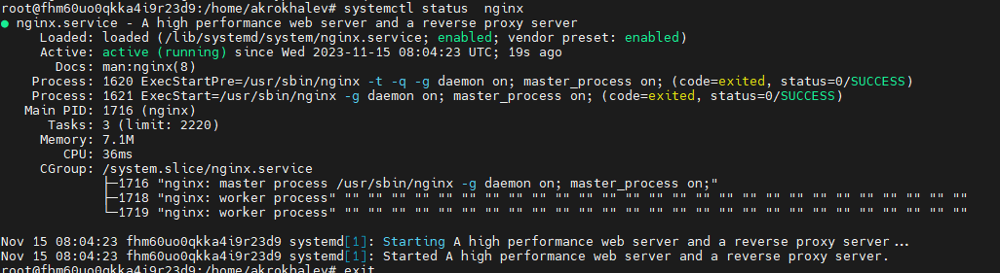 root@fhm60uo0qkka4i9r23d9:/home/akrokhalev# systemctl status  nginx
● nginx.service - A high performance web server and a reverse proxy server
     Loaded: loaded (/lib/systemd/system/nginx.service; enabled; vendor preset: enabled)
     Active: active (running) since Wed 2023-11-15 08:04:23 UTC; 19s ago
       Docs: man:nginx(8)
    Process: 1620 ExecStartPre=/usr/sbin/nginx -t -q -g daemon on; master_process on; (code=exited, status=0/SUCCESS)
    Process: 1621 ExecStart=/usr/sbin/nginx -g daemon on; master_process on; (code=exited, status=0/SUCCESS)
   Main PID: 1716 (nginx)
      Tasks: 3 (limit: 2220)
     Memory: 7.1M
        CPU: 36ms
     CGroup: /system.slice/nginx.service
             ├─1716 "nginx: master process /usr/sbin/nginx -g daemon on; master_process on;"
             ├─1718 "nginx: worker process" "" "" "" "" "" "" "" "" "" "" "" "" "" "" "" "" "" "" "" "" "" "" "" "" "" "" ""
             └─1719 "nginx: worker process" "" "" "" "" "" "" "" "" "" "" "" "" "" "" "" "" "" "" "" "" "" "" "" "" "" "" ""
Nov 15 08:04:23 fhm60uo0qkka4i9r23d9 systemd[1]: Starting A high performance web server and a reverse proxy server...
Nov 15 08:04:23 fhm60uo0qkka4i9r23d9 systemd[1]: Started A high performance web server and a reverse proxy server.
root@fhm60uo0qkka4i9r23d9:/home/akrokhalev# exit